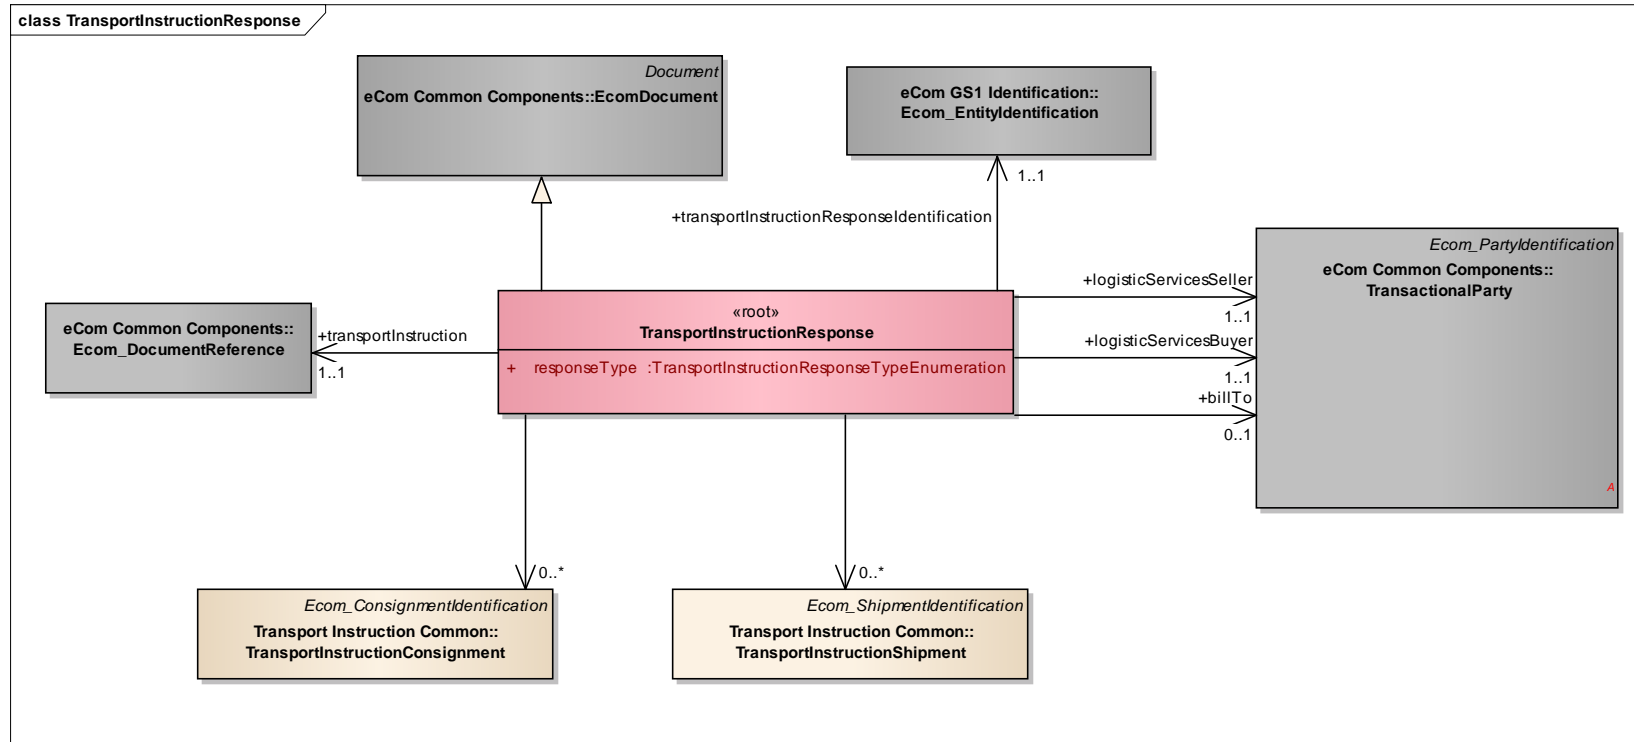 class TransportInstructionResponse
Document
eCom Common Components::EcomDocument
eCom GS1 Identification::
Ecom_EntityIdentification
1..1
+transportInstructionResponseIdentification
Ecom_PartyIdentification
eCom Common Components::
TransactionalParty
A
+logisticServicesSeller
1..1
+logisticServicesBuyer
1..1
+billTo
0..1
eCom Common Components::
Ecom_DocumentReference
+transportInstruction
1..1
«root»
TransportInstructionResponse
+ responseType :TransportInstructionResponseTypeEnumeration
0..*
0..*
Ecom_ConsignmentIdentification
Transport Instruction Common::
TransportInstructionConsignment
Ecom_ShipmentIdentification
Transport Instruction Common::
TransportInstructionShipment